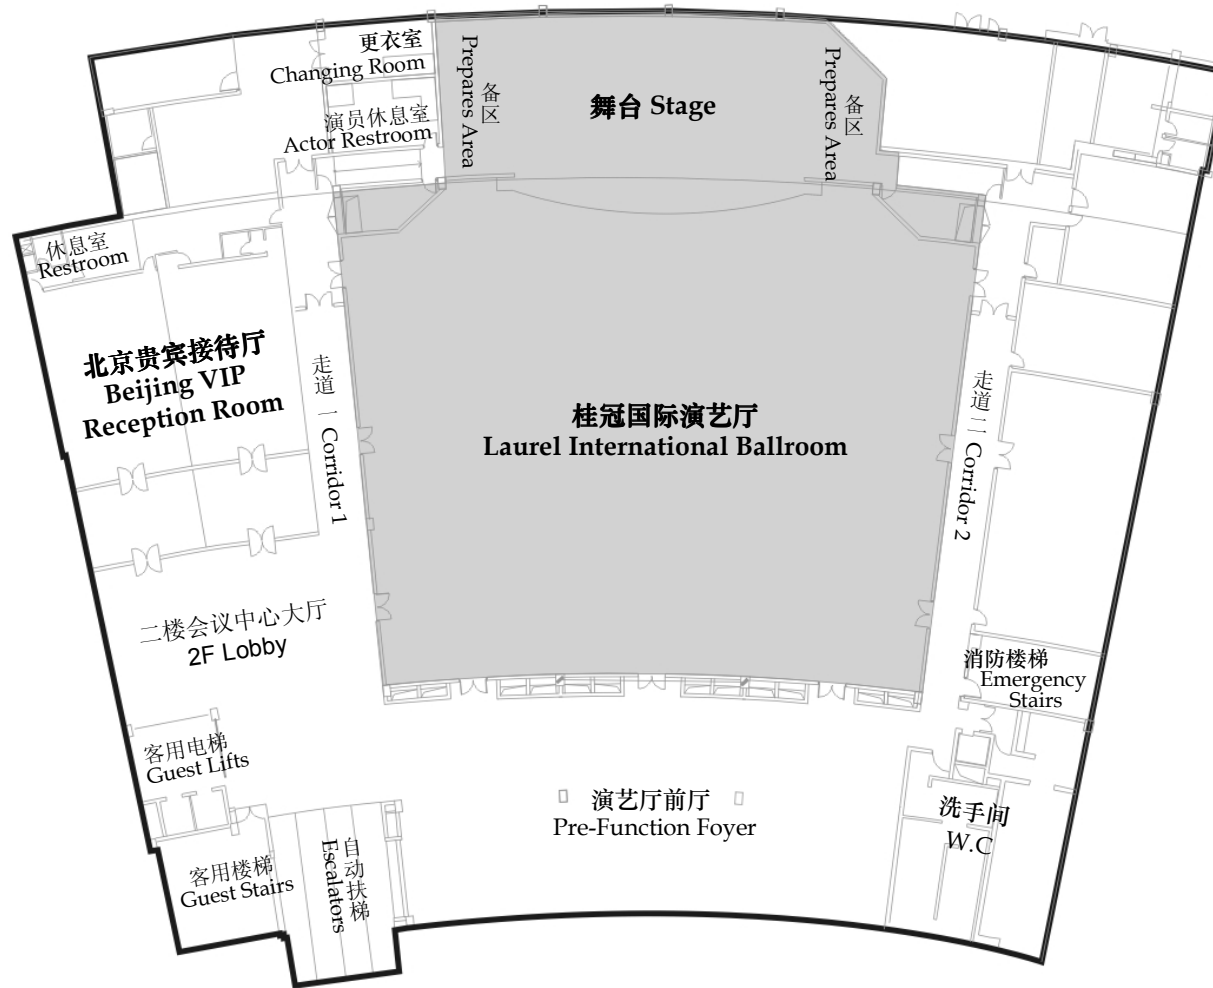 更衣室
Changing Room
演员休息室
Actor Restroom
备区
Prepares Area
舞台 Stage
备区
Prepares Area
休息室
Restroom
北京贵宾接待厅
Beijing VIP
Reception Room
走道一 Corridor 1
桂冠国际演艺厅
Laurel International Ballroom
走道二 Corridor 2
二楼会议中心大厅
2F Lobby
消防楼梯
Emergency
Stairs
客用电梯
Guest Lifts
演艺厅前厅
Pre-Function Foyer
洗手间
W.C
客用楼梯
Guest Stairs
自动扶梯
Escalators